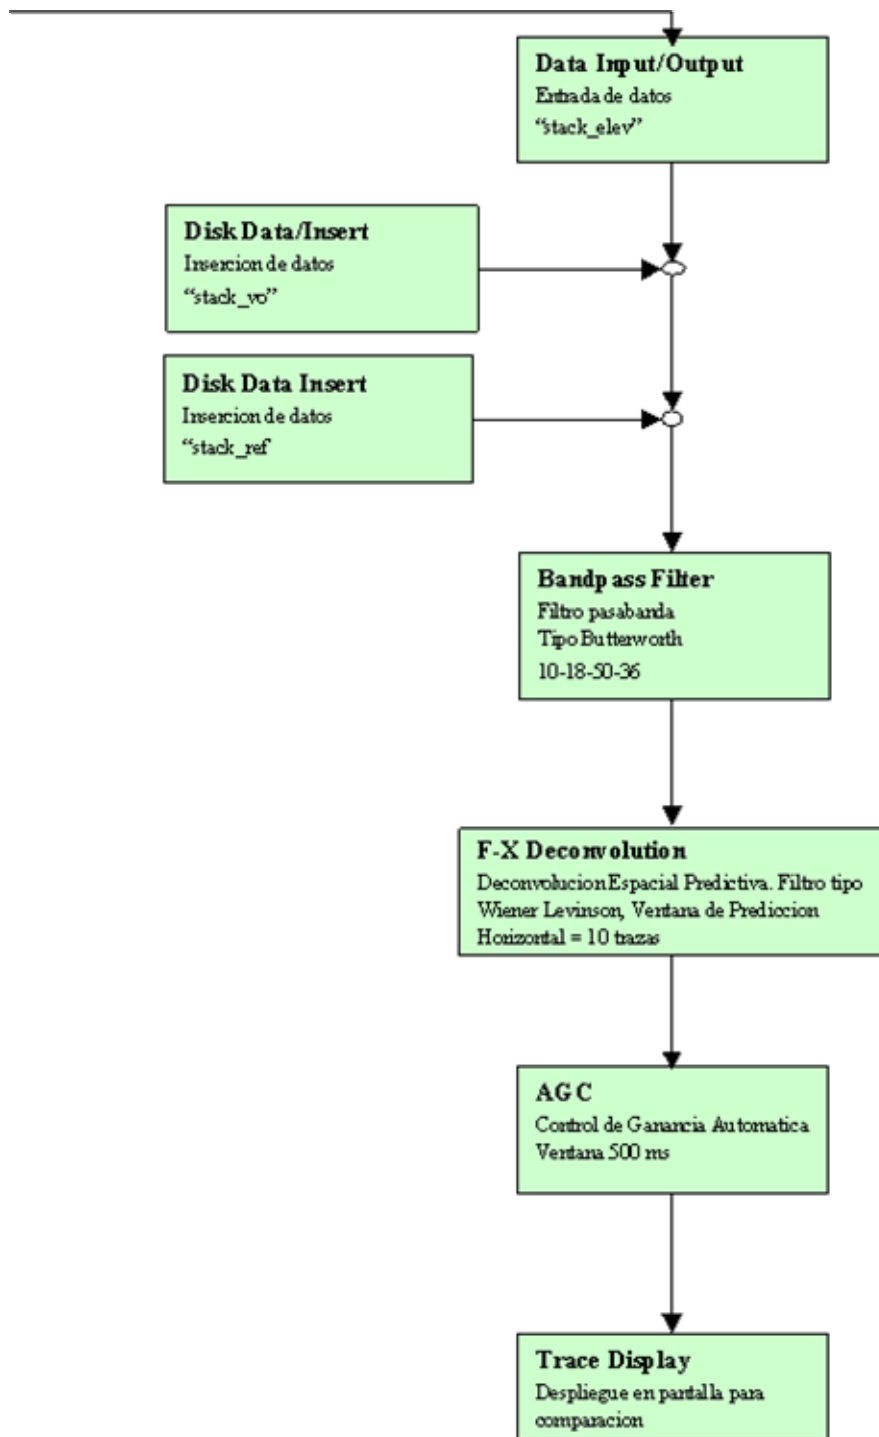 Data Input/Output
Entrada de datos
“stack_elev”
Disk Data/Insert
Insercion de datos
“stack_vo”
Disk Data Insert
Insercion de datos
“stack_ref
Bandpass Filter
Filtro pasabanda
Tipo Butterworth
10-18-50-36
F-X Deconvolution
Deconvolucion Espacial Predictiva. Filtro tipo
Wiener Levinson, Ventana de Prediccion
Horizontal = 10 trazas
AGC
Control de Ganancia Automatica
Ventana 500 ms
Trace Display
Despliegue en pantalla para
comparacion